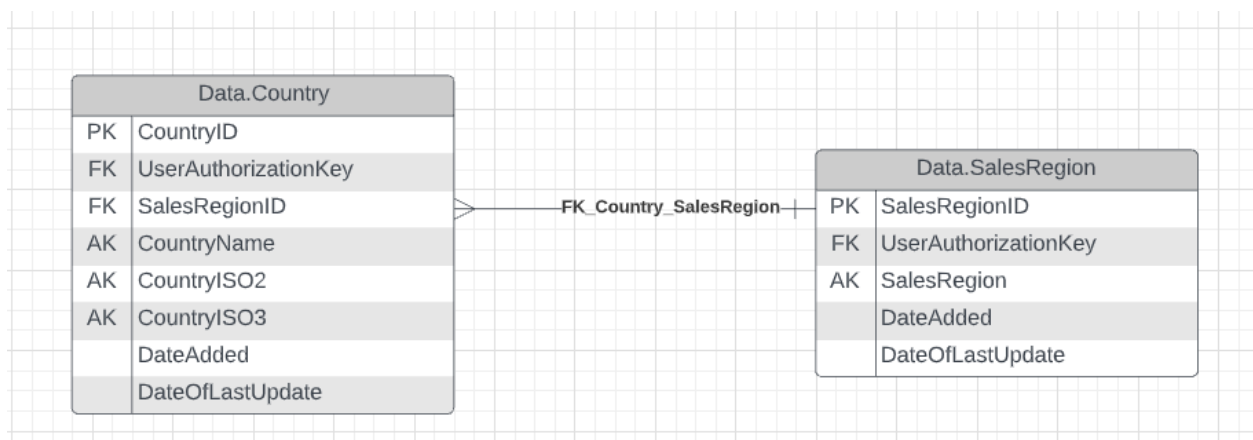 Data.Country
PK CountryID
FK UserAuthorizationKey
FK SalesRegionID
AK CountryName
AK CountryISO2
AK CountryISO3
DateAdded
DateOfLastUpdate
FK_Country_SalesRegion
Data.SalesRegion
PK SalesRegionID
FK UserAuthorizationKey
AK SalesRegion
DateAdded
DateOfLastUpdate